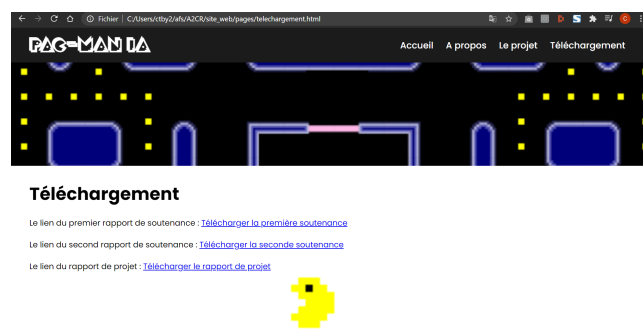 Fichier | C:/Users/ctby2/afs/A2CR/site_web/pages/telechargement.html
PAC-MAN IA
Accueil A propos Le projet Téléchargement
Téléchargement
Le lien du premier rapport de soutenance : Télécharger la première soutenance
Le lien du second rapport de soutenance : Télécharger la seconde soutenance
Le lien du rapport de projet : Télécharger le rapport de projet